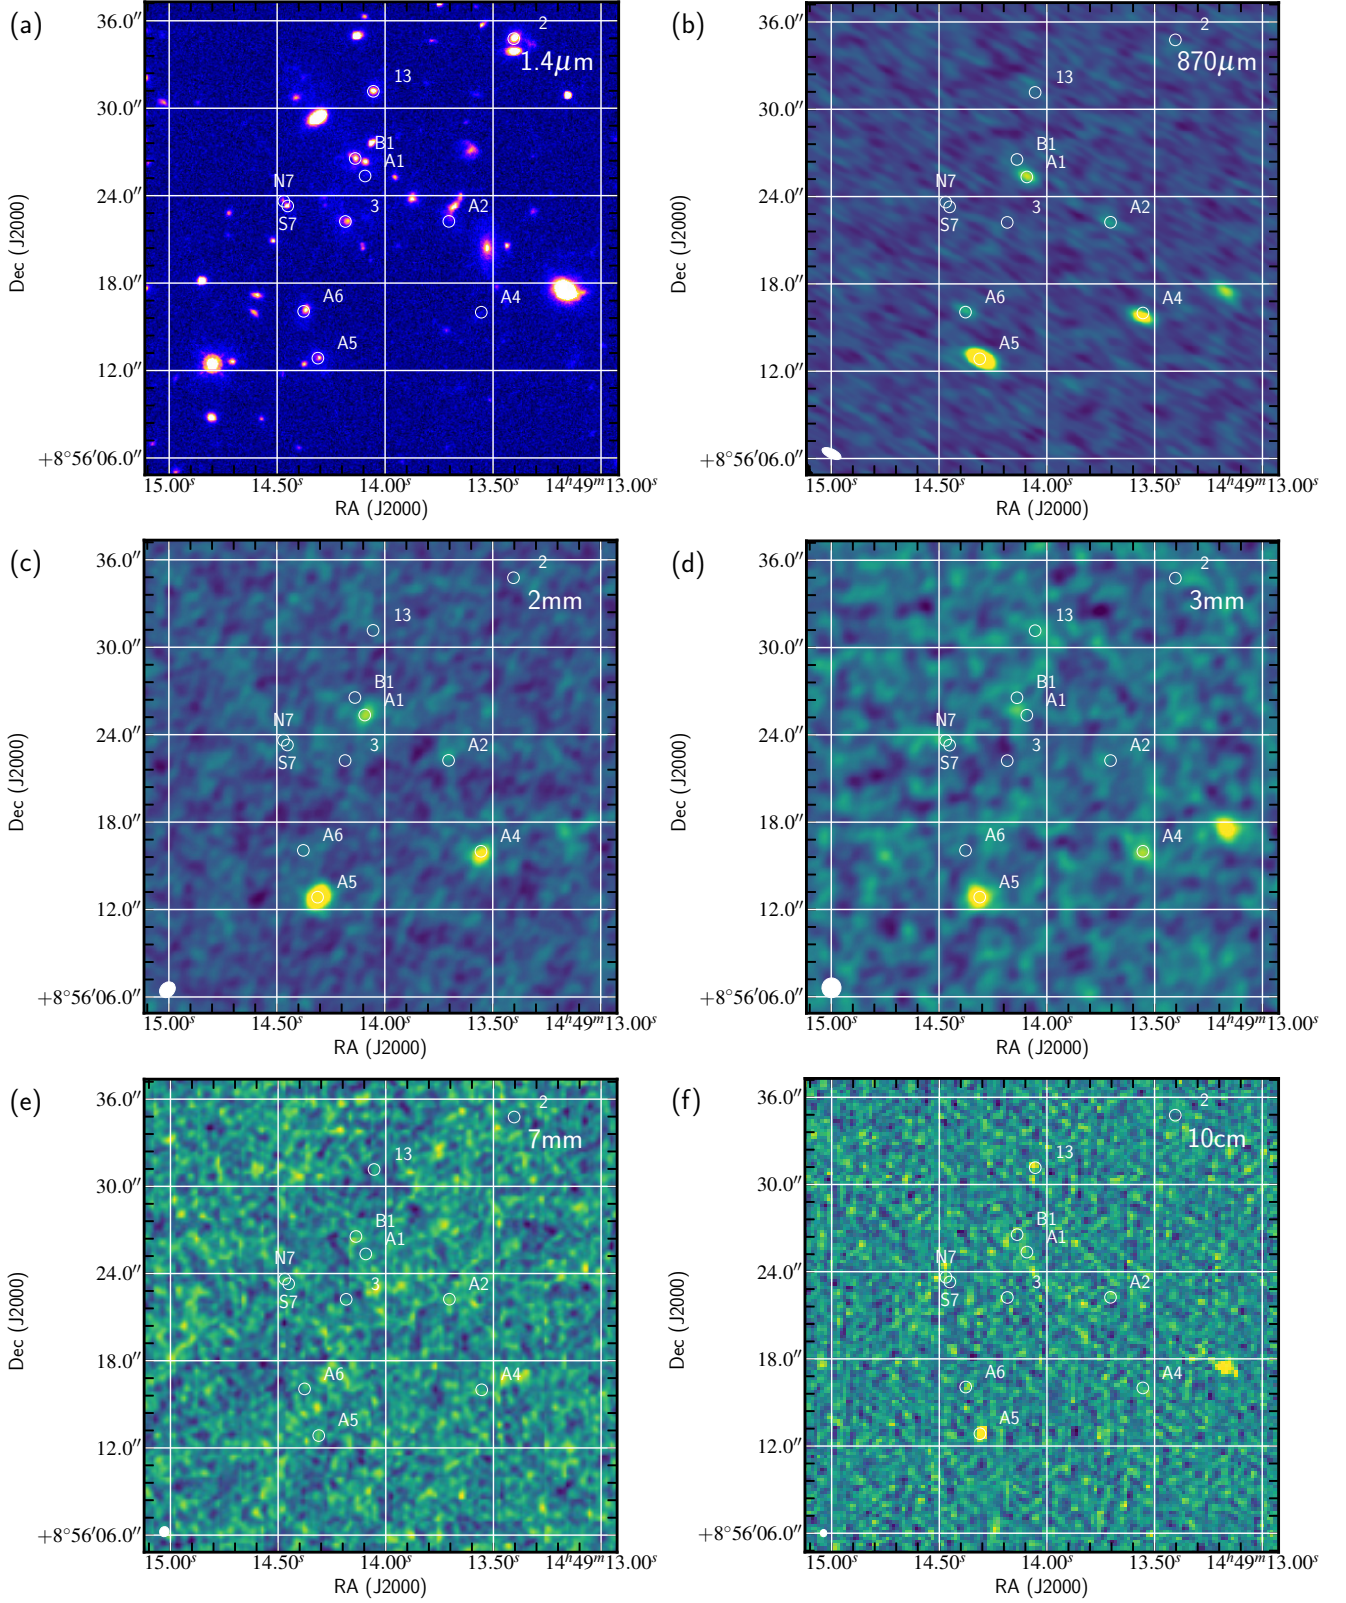 (a)
36.0″
30.0″
24.0″
18.0″
12.0″
+8°56′06.0″
Dec (J2000)
2
1.4μm
13
B1
A1
N7
S7
3
A2
A6
A4
A5
15.00ˢ 14.50ˢ 14.00ˢ 13.50ˢ 14ʰ49ᵐ13.00ˢ
RA (J2000)
(b)
36.0″
30.0″
24.0″
18.0″
12.0″
+8°56′06.0″
Dec (J2000)
2
870μm
13
B1
A1
N7
S7
3
A2
A6
A4
A5
15.00ˢ 14.50ˢ 14.00ˢ 13.50ˢ 14ʰ49ᵐ13.00ˢ
RA (J2000)
(c)
36.0″
30.0″
24.0″
18.0″
12.0″
+8°56′06.0″
Dec (J2000)
2
2mm
13
B1
A1
N7
S7
3
A2
A6
A4
A5
15.00ˢ 14.50ˢ 14.00ˢ 13.50ˢ 14ʰ49ᵐ13.00ˢ
RA (J2000)
(d)
36.0″
30.0″
24.0″
18.0″
12.0″
+8°56′06.0″
Dec (J2000)
2
3mm
13
B1
A1
N7
S7
3
A2
A6
A4
A5
15.00ˢ 14.50ˢ 14.00ˢ 13.50ˢ 14ʰ49ᵐ13.00ˢ
RA (J2000)
(e)
36.0″
30.0″
24.0″
18.0″
12.0″
+8°56′06.0″
Dec (J2000)
2
7mm
13
B1
A1
N7
S7
3
A2
A6
A4
A5
15.00ˢ 14.50ˢ 14.00ˢ 13.50ˢ 14ʰ49ᵐ13.00ˢ
RA (J2000)
(f)
36.0″
30.0″
24.0″
18.0″
12.0″
+8°56′06.0″
Dec (J2000)
2
10cm
13
B1
A1
N7
S7
3
A2
A6
A4
A5
15.00ˢ 14.50ˢ 14.00ˢ 13.50ˢ 14ʰ49ᵐ13.00ˢ
RA (J2000)